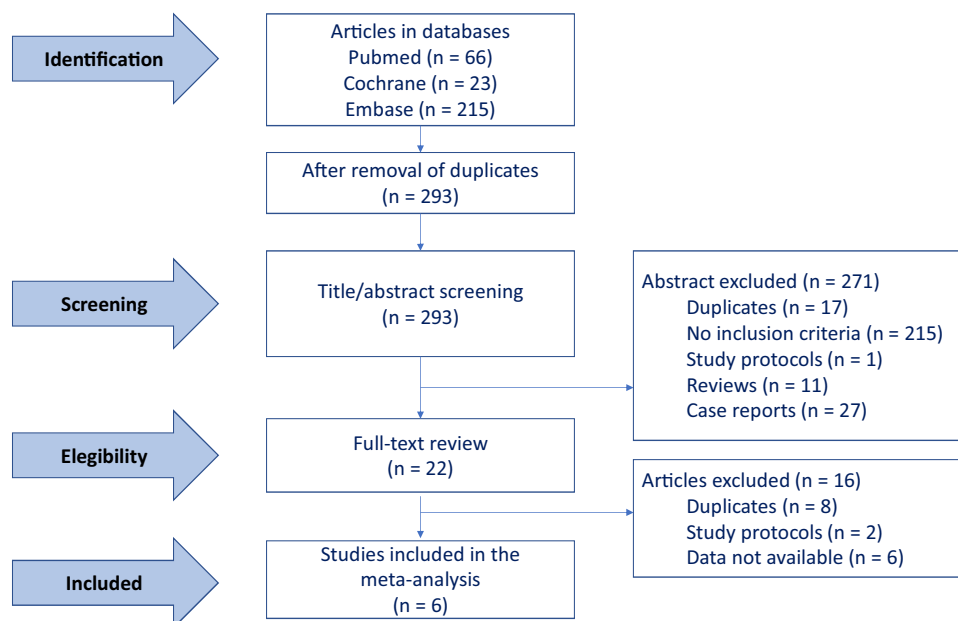 Identification
Articles in databases
Pubmed (n = 66)
Cochrane (n = 23)
Embase (n = 215)
After removal of duplicates
(n = 293)
Screening
Title/abstract screening
(n = 293)
Abstract excluded (n = 271)
Duplicates (n = 17)
No inclusion criteria (n = 215)
Study protocols (n = 1)
Reviews (n = 11)
Case reports (n = 27)
Elegibility
Full-text review
(n = 22)
Articles excluded (n = 16)
Duplicates (n = 8)
Study protocols (n = 2)
Data not available (n = 6)
Included
Studies included in the
meta-analysis
(n = 6)